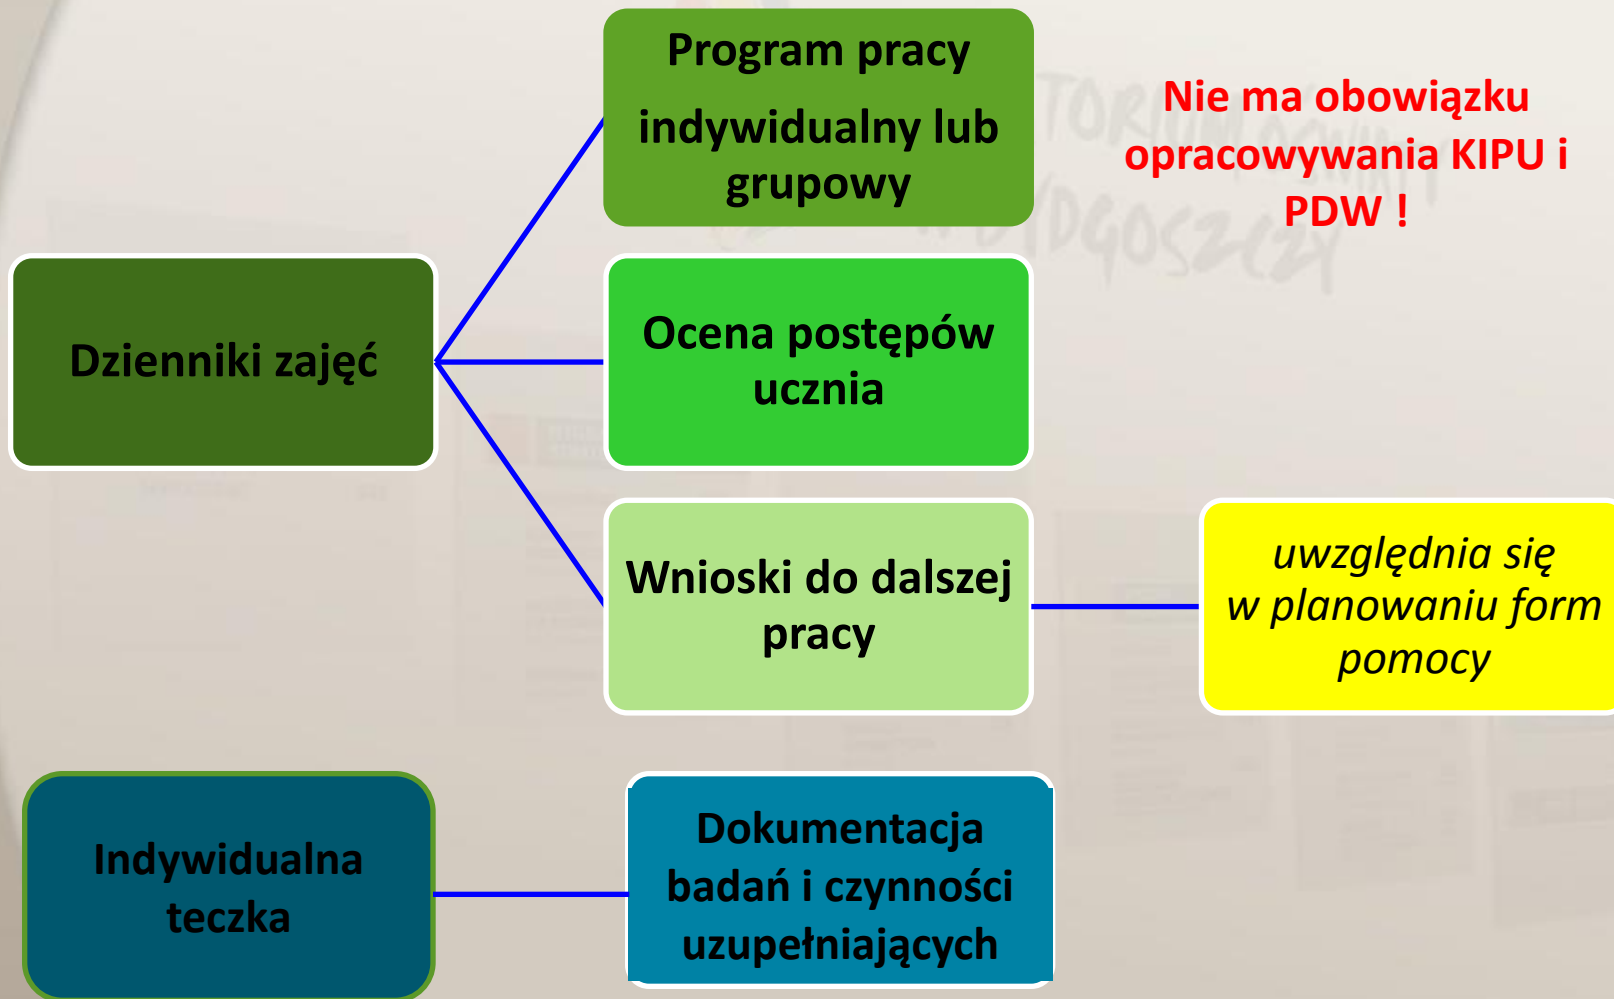 Program pracy
indywidualny lub
grupowy
Nie ma obowiązku
opracowywania KIPU i
PDW !
Dzienniki zajęć
Ocena postępów
ucznia
Wnioski do dalszej
pracy
uwzględnia się
w planowaniu form
pomocy
Indywidualna
teczka
Dokumentacja
badań i czynności
uzupełniających